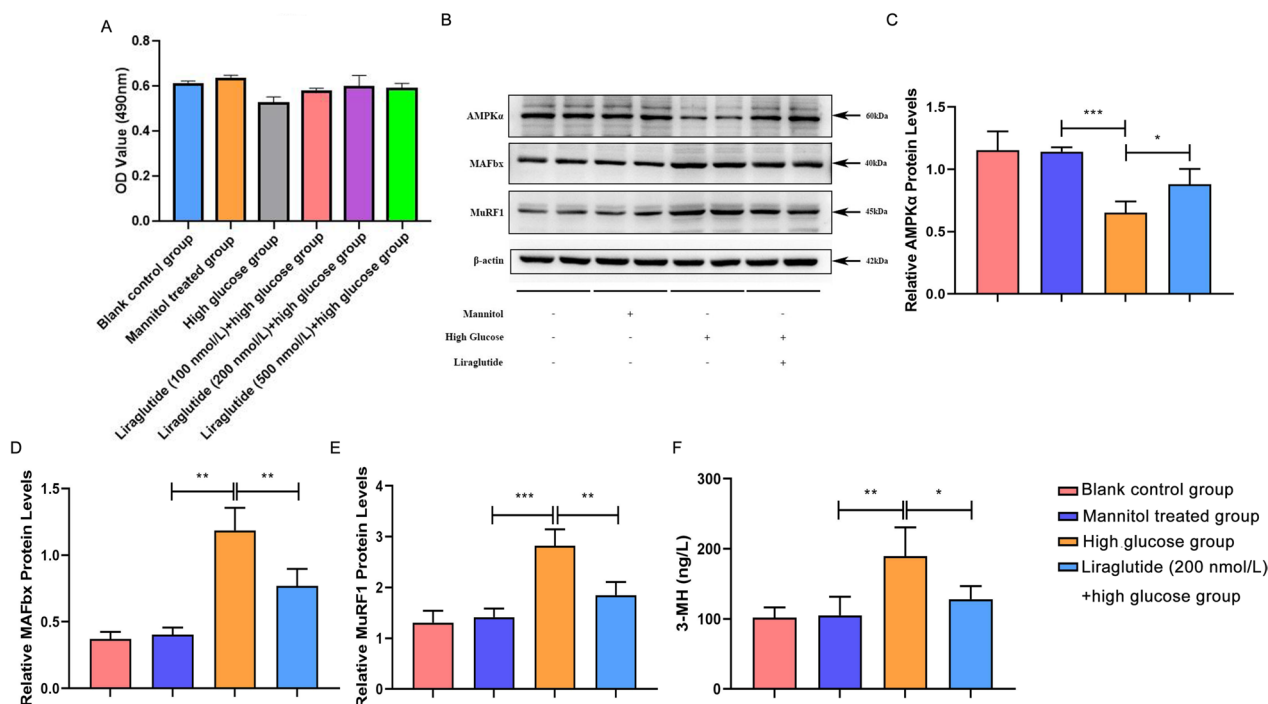 A
OD Value (490nm)
0.8
0.6
0.4
0.2
0.0
Blank control group
Mannitol treated group
High glucose group
Liraglutide (100 nmol/L)+high glucose group
Liraglutide (200 nmol/L)+high glucose group
Liraglutide (500 nmol/L)+high glucose group
B
AMPKα 60kDa
MAFbx 40kDa
MuRF1 45kDa
β-actin 42kDa
Mannitol - + - -
High Glucose - - + +
Liraglutide - - - +
C
Relative AMPKα Protein Levels
1.5
1.0
0.5
0.0
*** *
D
Relative MAFbx Protein Levels
1.5
1.0
0.5
0.0
** **
E
Relative MuRF1 Protein Levels
4
3
2
1
0
*** **
F
3-MH (ng/L)
300
200
100
0
** *
Blank control group
Mannitol treated group
High glucose group
Liraglutide (200 nmol/L)
+high glucose group